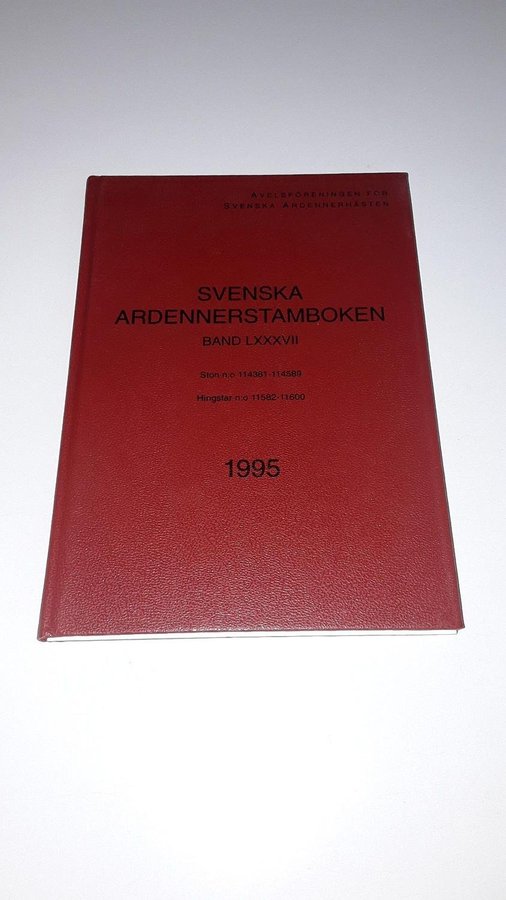 AVELSFÖRENINGEN FÖR
SVENSKA ARDENNERHÄSTEN
SVENSKA
ARDENNERSTAMBOKEN
BAND LXXXVII
Ston n:o 114381-114589
Hingstar n:o 11582-11600
1995